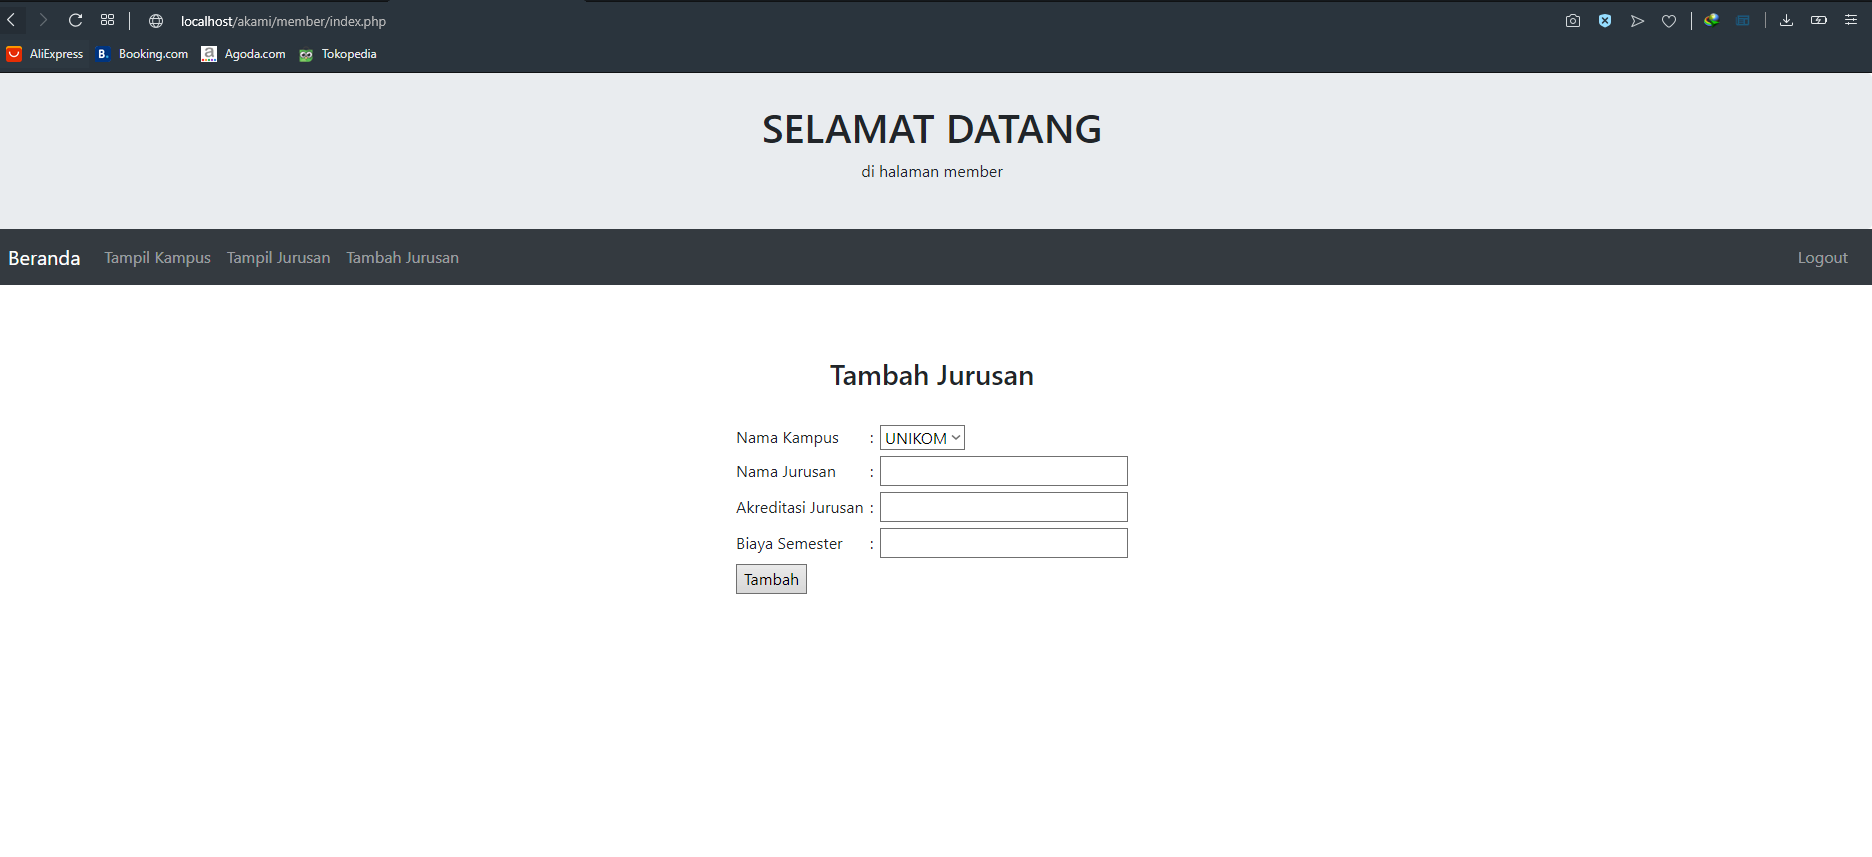 localhost/akami/member/index.php
AliExpress B. Booking.com a Agoda.com Tokopedia
SELAMAT DATANG
di halaman member
Beranda Tampil Kampus Tampil Jurusan Tambah Jurusan Logout
Tambah Jurusan
Nama Kampus : UNIKOM
Nama Jurusan :
Akreditasi Jurusan :
Biaya Semester :
Tambah